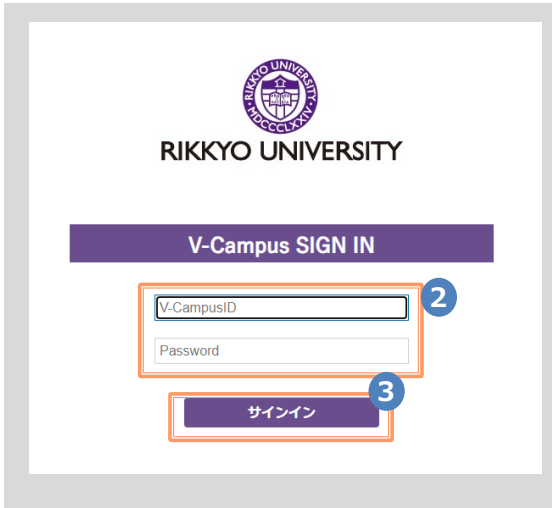 RIKKYO UNIVERSITY
MDCCCLXXIV
RIKKYO UNIVERSITY
V-Campus SIGN IN
2
V-CampusID
Password
3
サインイン